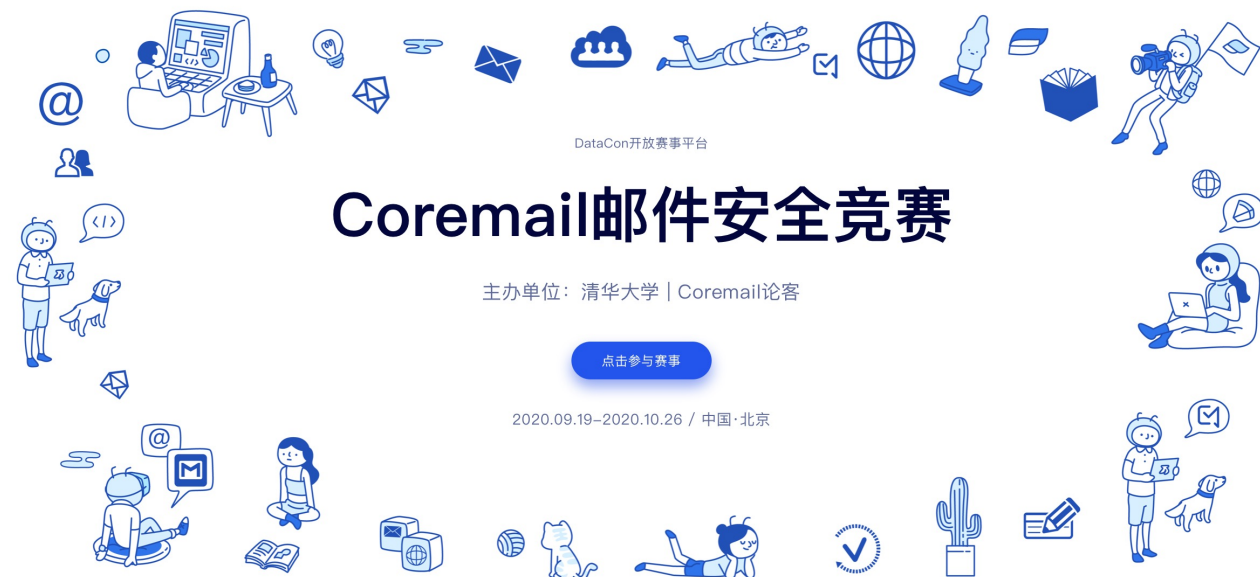 DataCon开放赛事平台
Coremail邮件安全竞赛
主办单位：清华大学 | Coremail论客
点击参与赛事
2020.09.19-2020.10.26 / 中国·北京